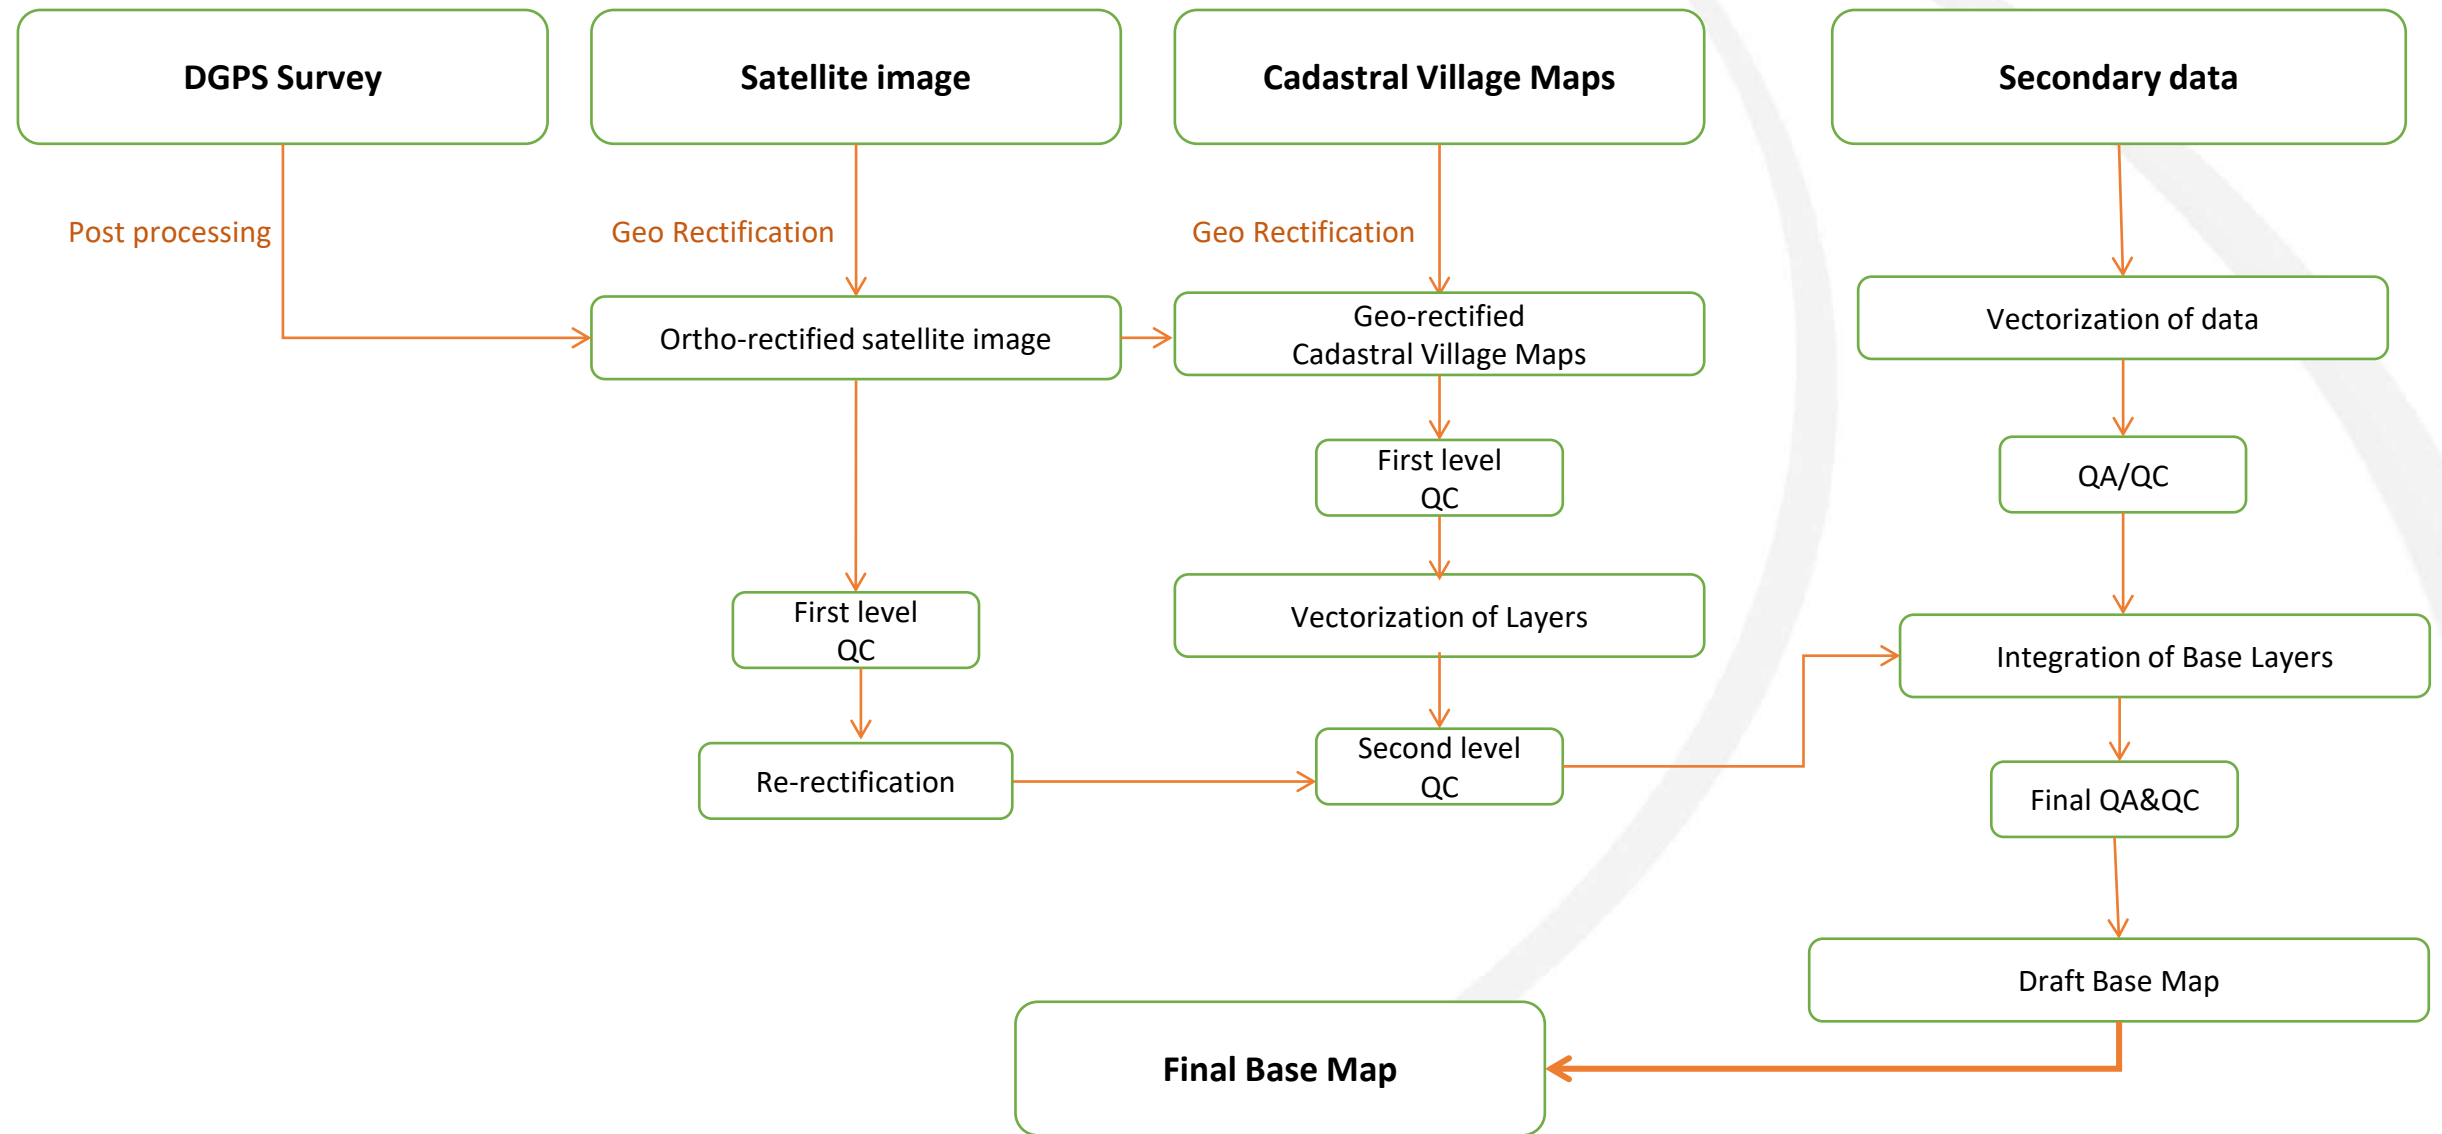 DGPS Survey
Satellite image
Cadastral Village Maps
Secondary data
Post processing
Geo Rectification
Geo Rectification
Ortho-rectified satellite image
Geo-rectified
Cadastral Village Maps
Vectorization of data
First level
QC
QA/QC
First level
QC
Vectorization of Layers
Integration of Base Layers
Re-rectification
Second level
QC
Final QA&QC
Draft Base Map
Final Base Map